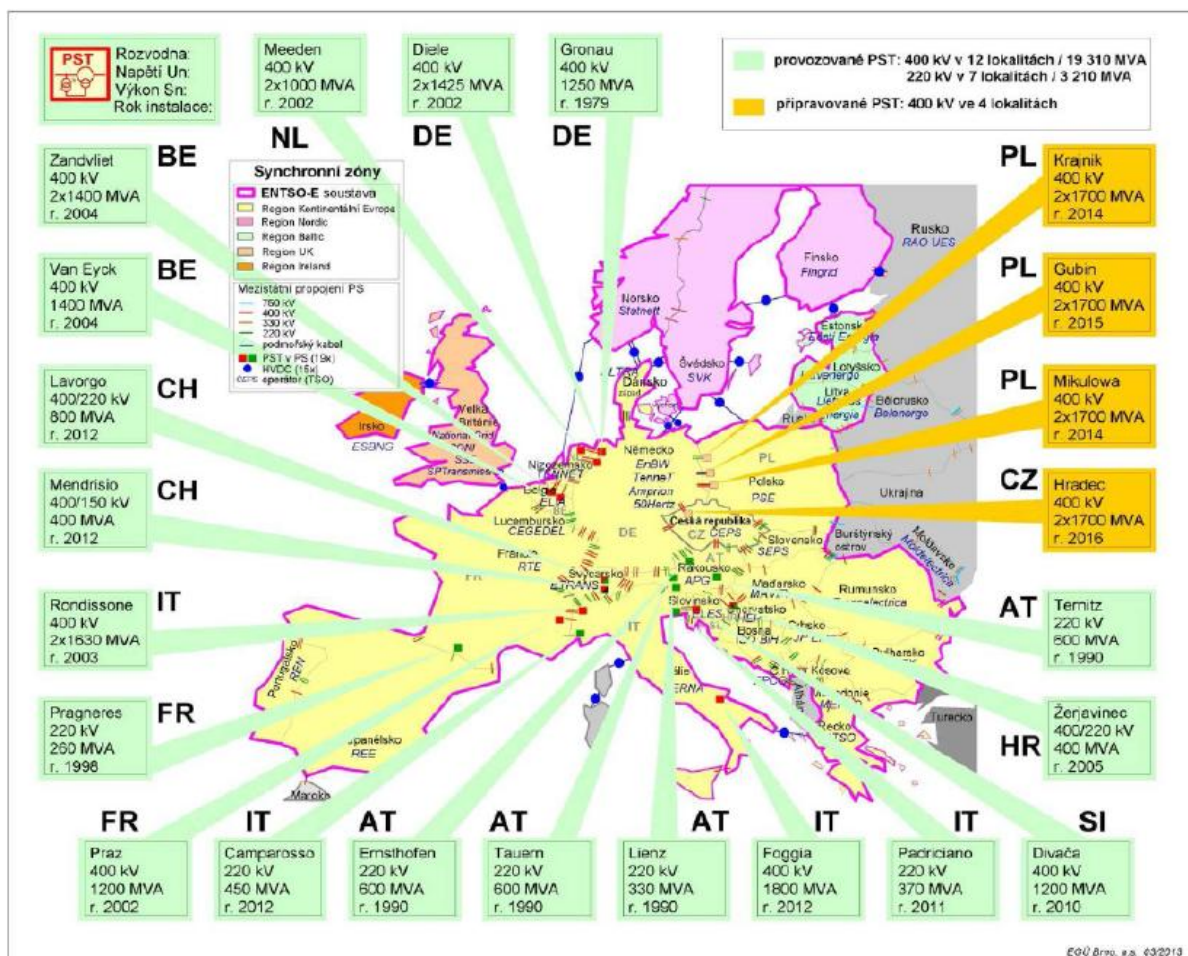 PST
Rozvodna:
Napětí Un:
Výkon Sn:
Rok instalace:
Meeden
400 kV
2x1000 MVA
r. 2002
Diele
400 kV
2x1425 MVA
r. 2002
Gronau
400 kV
1250 MVA
r. 1979
provozované PST: 400 kV v 12 lokalitách / 19 310 MVA
220 kV v 7 lokalitách / 3 210 MVA
připravované PST: 400 kV ve 4 lokalitách
NL
DE
DE
BE
Zandvliet
400 kV
2x1400 MVA
r. 2004
BE
Van Eyck
400 kV
1400 MVA
r. 2004
CH
Lavorgo
400/220 kV
800 MVA
r. 2012
CH
Mendrisio
400/150 kV
400 MVA
r. 2012
IT
Rondissone
400 kV
2x1630 MVA
r. 2003
FR
Pragneres
220 kV
260 MVA
r. 1998
Synchronní zóny
ENTSO-E soustava
Region Kontinentální Evropa
Region Nordic
Region Baltic
Region UK
Region Ireland
Mezistátní propojení PS
750 kV
400 kV
330 kV
220 kV
podmořský kabel
PST v PS (19x)
HVDC (15x)
operátor (TSO)
PL
Krajnik
400 kV
2x1700 MVA
r. 2014
PL
Gubin
400 kV
2x1700 MVA
r. 2015
PL
Mikulowa
400 kV
2x1700 MVA
r. 2014
CZ
Hradec
400 kV
2x1700 MVA
r. 2016
AT
Ternitz
220 kV
600 MVA
r. 1990
HR
Žerjavinec
400/220 kV
400 MVA
r. 2005
Rusko
RAO UES
Finsko
Fingrid
Norsko
Statnett
Švédsko
SVK
Estonsko
Eesti Energia
Lotyšsko
Litva
Bělorusko
Belenergo
Dánsko
Irsko
ESBNG
Velká
Británie
National Grid
Nizozemsko
Německo
EnBW
TenneT
Amprion
50Hertz
PL
Polsko
PSE
Ukrajina
Lucembursko
CEGEDEL
DE
Česká republika
CZ
ČEPS
Slovensko
SEPS
Burštýnský
ostrov
Moldavsko
Moldelectrica
RTE
FR
Švýcarsko
AT
Rakousko
APG
Maďarsko
Rumunsko
Slovinsko
Bosna
IT
Portugalsko
REN
REE
Maroko
Turecko
FR
Praz
400 kV
1200 MVA
r. 2002
IT
Camparosso
220 kV
450 MVA
r. 2012
AT
Ernsthofen
220 kV
600 MVA
r. 1990
AT
Tauern
220 kV
600 MVA
r. 1990
AT
Lienz
220 kV
330 MVA
r. 1990
IT
Foggia
400 kV
1800 MVA
r. 2012
IT
Padriciano
220 kV
370 MVA
r. 2011
SI
Divača
400 kV
1200 MVA
r. 2010
EGÚ Brno, a.s. 03/2013